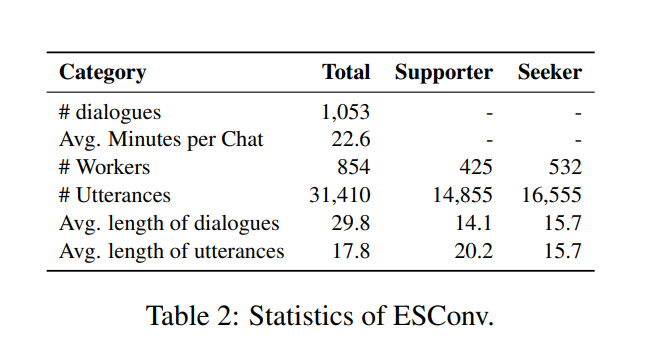 Category Total Supporter Seeker
# dialogues 1,053 - -
Avg. Minutes per Chat 22.6 - -
# Workers 854 425 532
# Utterances 31,410 14,855 16,555
Avg. length of dialogues 29.8 14.1 15.7
Avg. length of utterances 17.8 20.2 15.7
Table 2: Statistics of ESConv.